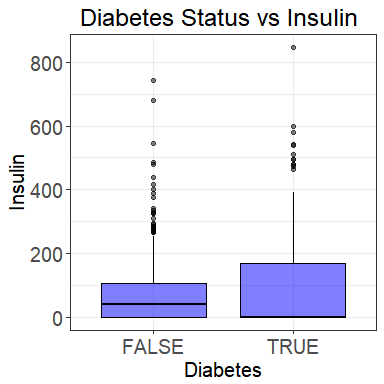 Diabetes Status vs Insulin
800
600
400
200
0
Insulin
FALSE TRUE
Diabetes